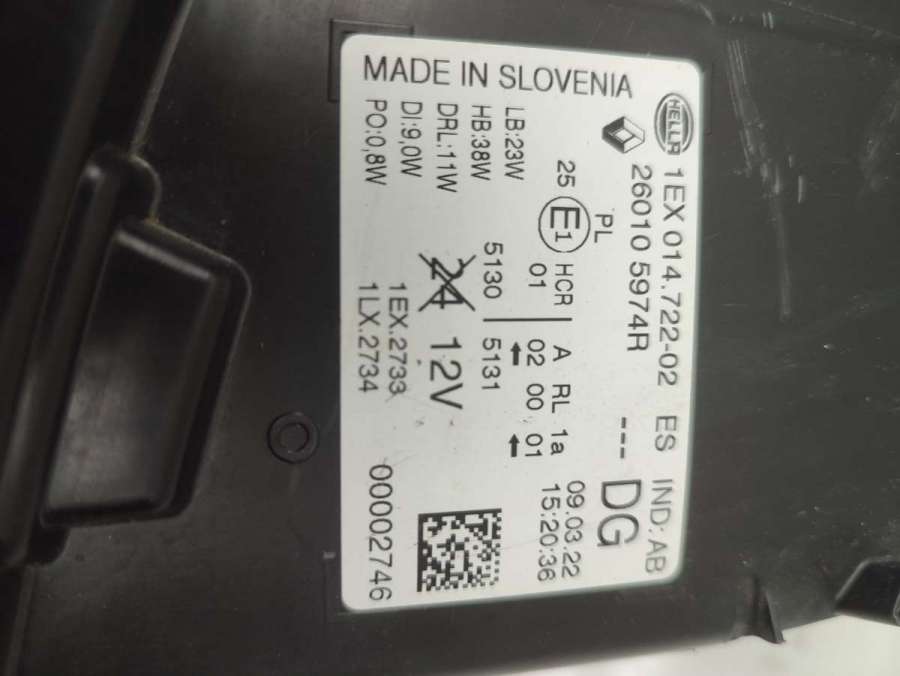 HELLA 1EX 014.722-02 ES IND: AB
26010 5974R --- DG
PL
25 E1 HCR A RL 1a 09.03.22
01 02 00 01 15:20:36
LB:23W
HB:38W 5130 5131
DRL:11W
DI:9,0W 24 12V
PO:0,8W 1EX.2733
1LX.2734
00002746
MADE IN SLOVENIA